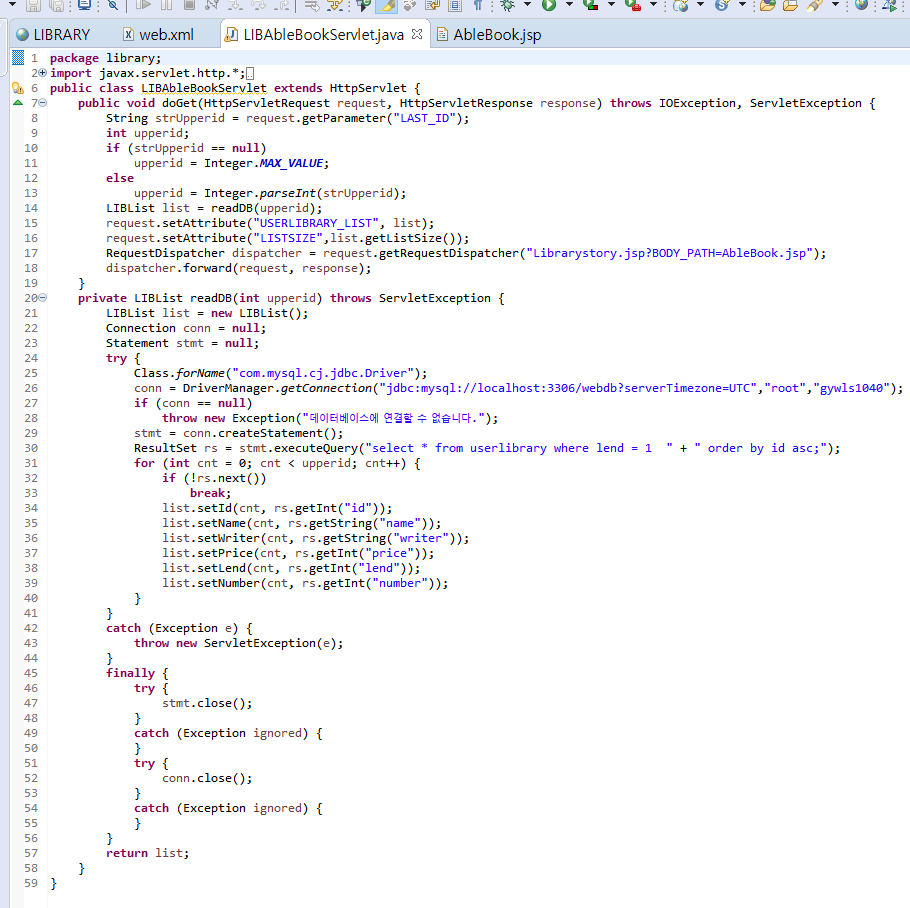 LIBRARY web.xml LIBAbleBookServlet.java AbleBook.jsp
1 package library;
2 import javax.servlet.http.*;
6 public class LIBAbleBookServlet extends HttpServlet {
7 public void doGet(HttpServletRequest request, HttpServletResponse response) throws IOException, ServletException {
8 String strUpperid = request.getParameter("LAST_ID");
9 int upperid;
10 if (strUpperid == null)
11 upperid = Integer.MAX_VALUE;
12 else
13 upperid = Integer.parseInt(strUpperid);
14 LIBList list = readDB(upperid);
15 request.setAttribute("USERLIBRARY_LIST", list);
16 request.setAttribute("LISTSIZE",list.getListSize());
17 RequestDispatcher dispatcher = request.getRequestDispatcher("Librarystory.jsp?BODY_PATH=AbleBook.jsp");
18 dispatcher.forward(request, response);
19 }
20 private LIBList readDB(int upperid) throws ServletException {
21 LIBList list = new LIBList();
22 Connection conn = null;
23 Statement stmt = null;
24 try {
25 Class.forName("com.mysql.cj.jdbc.Driver");
26 conn = DriverManager.getConnection("jdbc:mysql://localhost:3306/webdb?serverTimezone=UTC","root","gywls1040");
27 if (conn == null)
28 throw new Exception("데이터베이스에 연결할 수 없습니다.");
29 stmt = conn.createStatement();
30 ResultSet rs = stmt.executeQuery("select * from userlibrary where lend = 1  " + " order by id asc;");
31 for (int cnt = 0; cnt < upperid; cnt++) {
32 if (!rs.next())
33 break;
34 list.setId(cnt, rs.getInt("id"));
35 list.setName(cnt, rs.getString("name"));
36 list.setWriter(cnt, rs.getString("writer"));
37 list.setPrice(cnt, rs.getInt("price"));
38 list.setLend(cnt, rs.getInt("lend"));
39 list.setNumber(cnt, rs.getInt("number"));
40 }
41 }
42 catch (Exception e) {
43 throw new ServletException(e);
44 }
45 finally {
46 try {
47 stmt.close();
48 }
49 catch (Exception ignored) {
50 }
51 try {
52 conn.close();
53 }
54 catch (Exception ignored) {
55 }
56 }
57 return list;
58 }
59 }